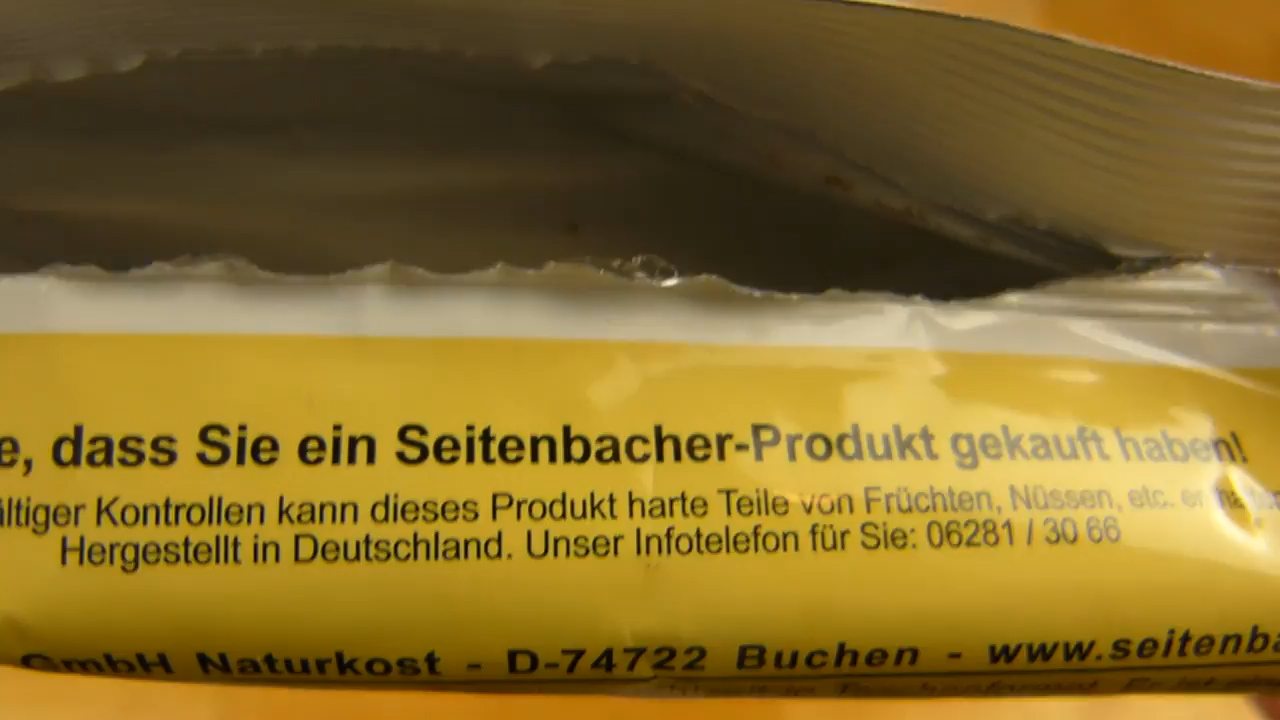 e, dass Sie ein Seitenbacher-Produkt gekauft haben!
ältiger Kontrollen kann dieses Produkt harte Teile von Früchten, Nüssen, etc.
Hergestellt in Deutschland. Unser Infotelefon für Sie: 06281 / 30 66
GmbH Naturkost - D-74722 Buchen - www.seitenba